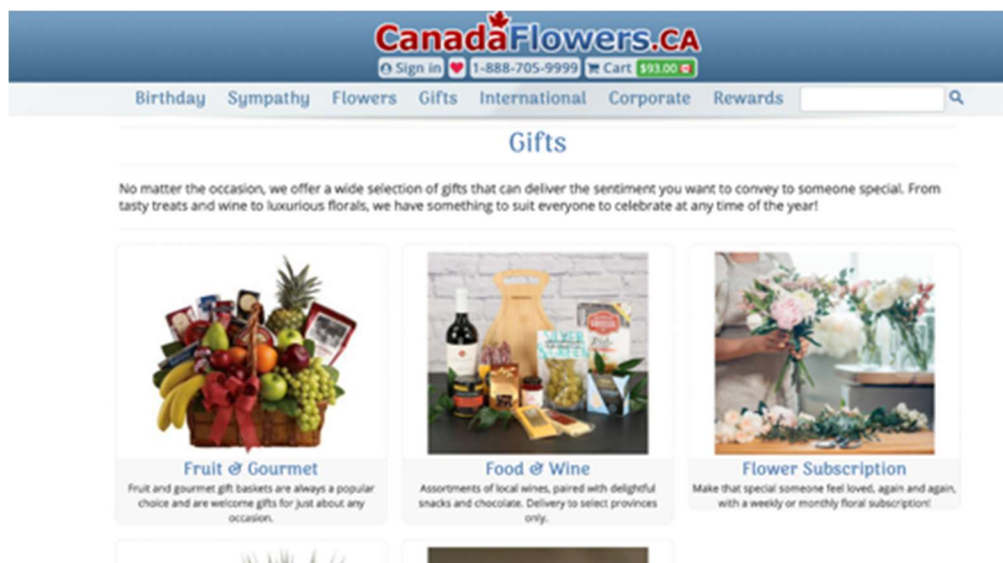 CanadaFlowers.CA
Sign in 1-888-705-9999 Cart $93.00
Birthday Sympathy Flowers Gifts International Corporate Rewards
Gifts
No matter the occasion, we offer a wide selection of gifts that can deliver the sentiment you want to convey to someone special. From
tasty treats and wine to luxurious florals, we have something to suit everyone to celebrate at any time of the year!
Fruit & Gourmet
Fruit and gourmet gift baskets are always a popular
choice and are welcome gifts for just about any
occasion.
Food & Wine
Assortments of local wines, paired with delightful
snacks and chocolate. Delivery to select provinces
only.
Flower Subscription
Make that special someone feel loved, again and again,
with a weekly or monthly floral subscription!